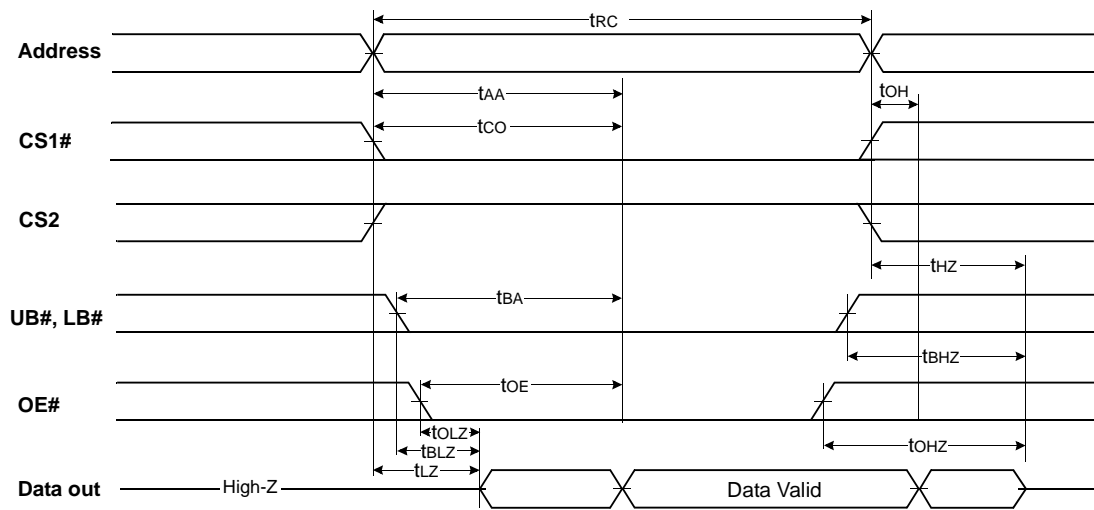 tRC
Address
tAA
tOH
tCO
CS1#
CS2
tHZ
tBA
UB#, LB#
tBHZ
tOE
OE#
tOLZ
tOHZ
tBLZ
tLZ
Data out
High-Z
Data Valid